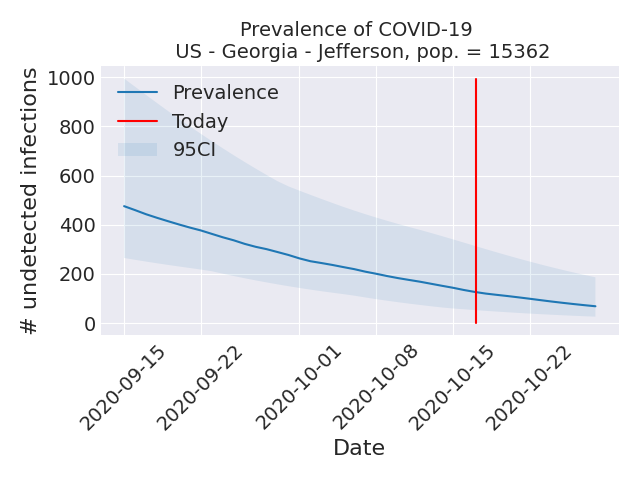 Prevalence of COVID-19
US - Georgia - Jefferson, pop. = 15362
# undetected infections
1000
800
600
400
200
0
Prevalence
Today
95CI
2020-09-15
2020-09-22
2020-10-01
2020-10-08
2020-10-15
2020-10-22
Date